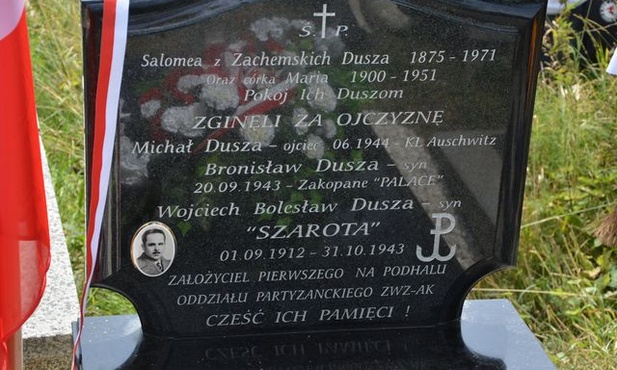 Ś. P.
Salomea z Zachemskich Dusza 1875 - 1971
Oraz córka Maria 1900 - 1951
Pokój Ich Duszom
ZGINĘLI ZA OJCZYZNĘ
Michał Dusza - ojciec 06.1944 - KL Auschwitz
Bronisław Dusza - syn
20.09.1943 - Zakopane "PALACE"
Wojciech Bolesław Dusza - syn
"SZAROTA"
01.09.1912 - 31.10.1943
ZAŁOŻYCIEL PIERWSZEGO NA PODHALU
ODDZIAŁU PARTYZANCKIEGO ZWZ-AK
CZEŚĆ ICH PAMIĘCI !